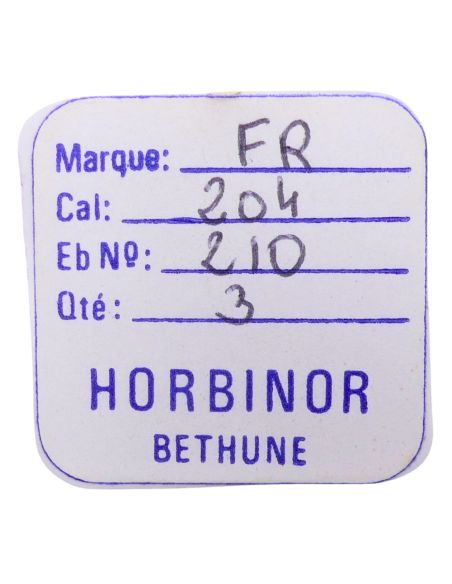 Marque: FR
Cal: 204
Eb Nº: 210
Qté: 3
HORBINOR
BETHUNE